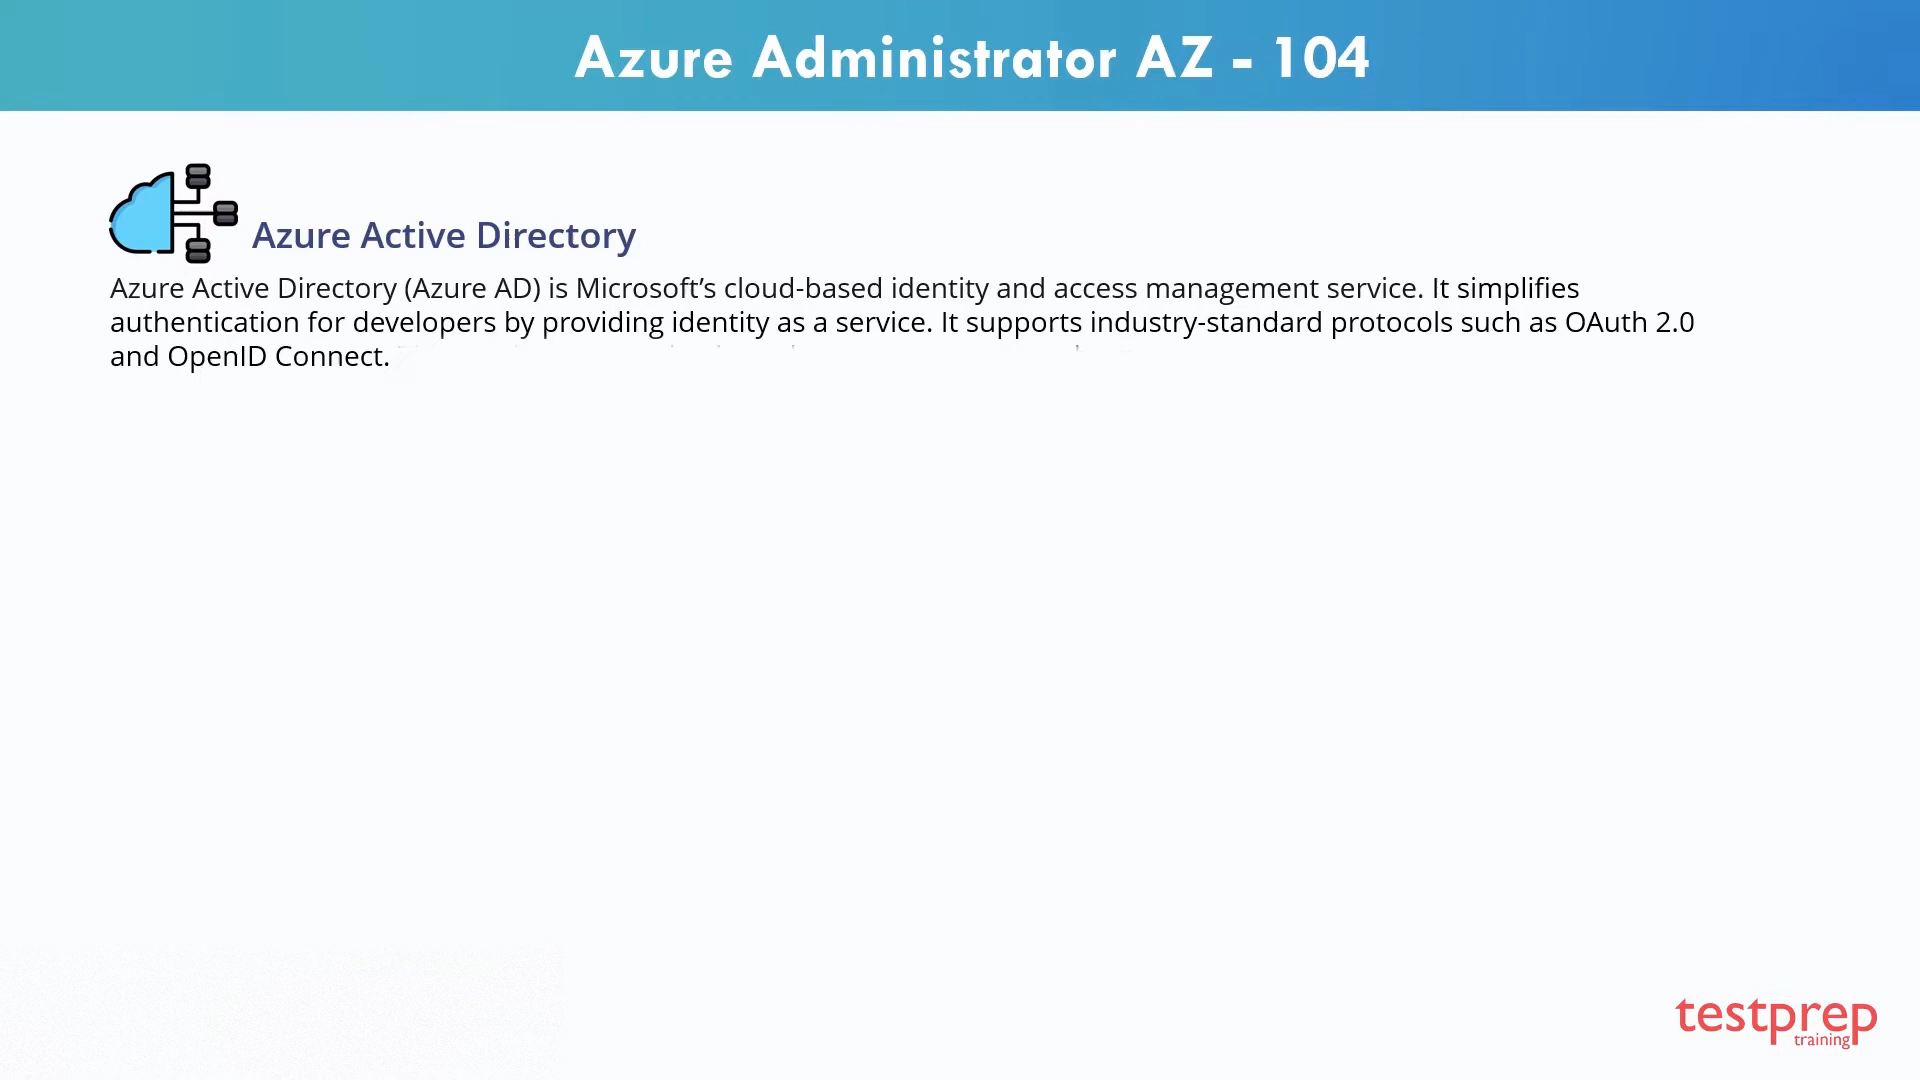 Azure Administrator AZ - 104
Azure Active Directory
Azure Active Directory (Azure AD) is Microsoft’s cloud-based identity and access management service. It simplifies
authentication for developers by providing identity as a service. It supports industry-standard protocols such as OAuth 2.0
and OpenID Connect.
testprep
training